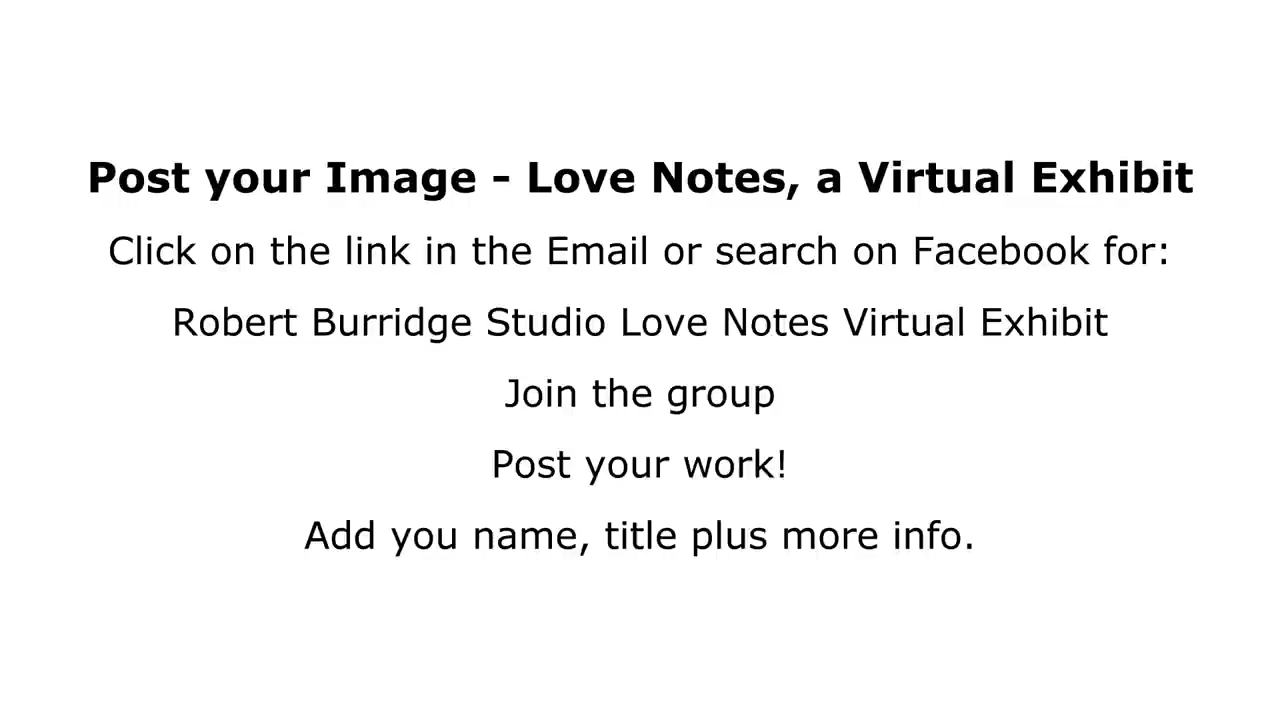 Post your Image - Love Notes, a Virtual Exhibit
Click on the link in the Email or search on Facebook for:
Robert Burridge Studio Love Notes Virtual Exhibit
Join the group
Post your work!
Add you name, title plus more info.